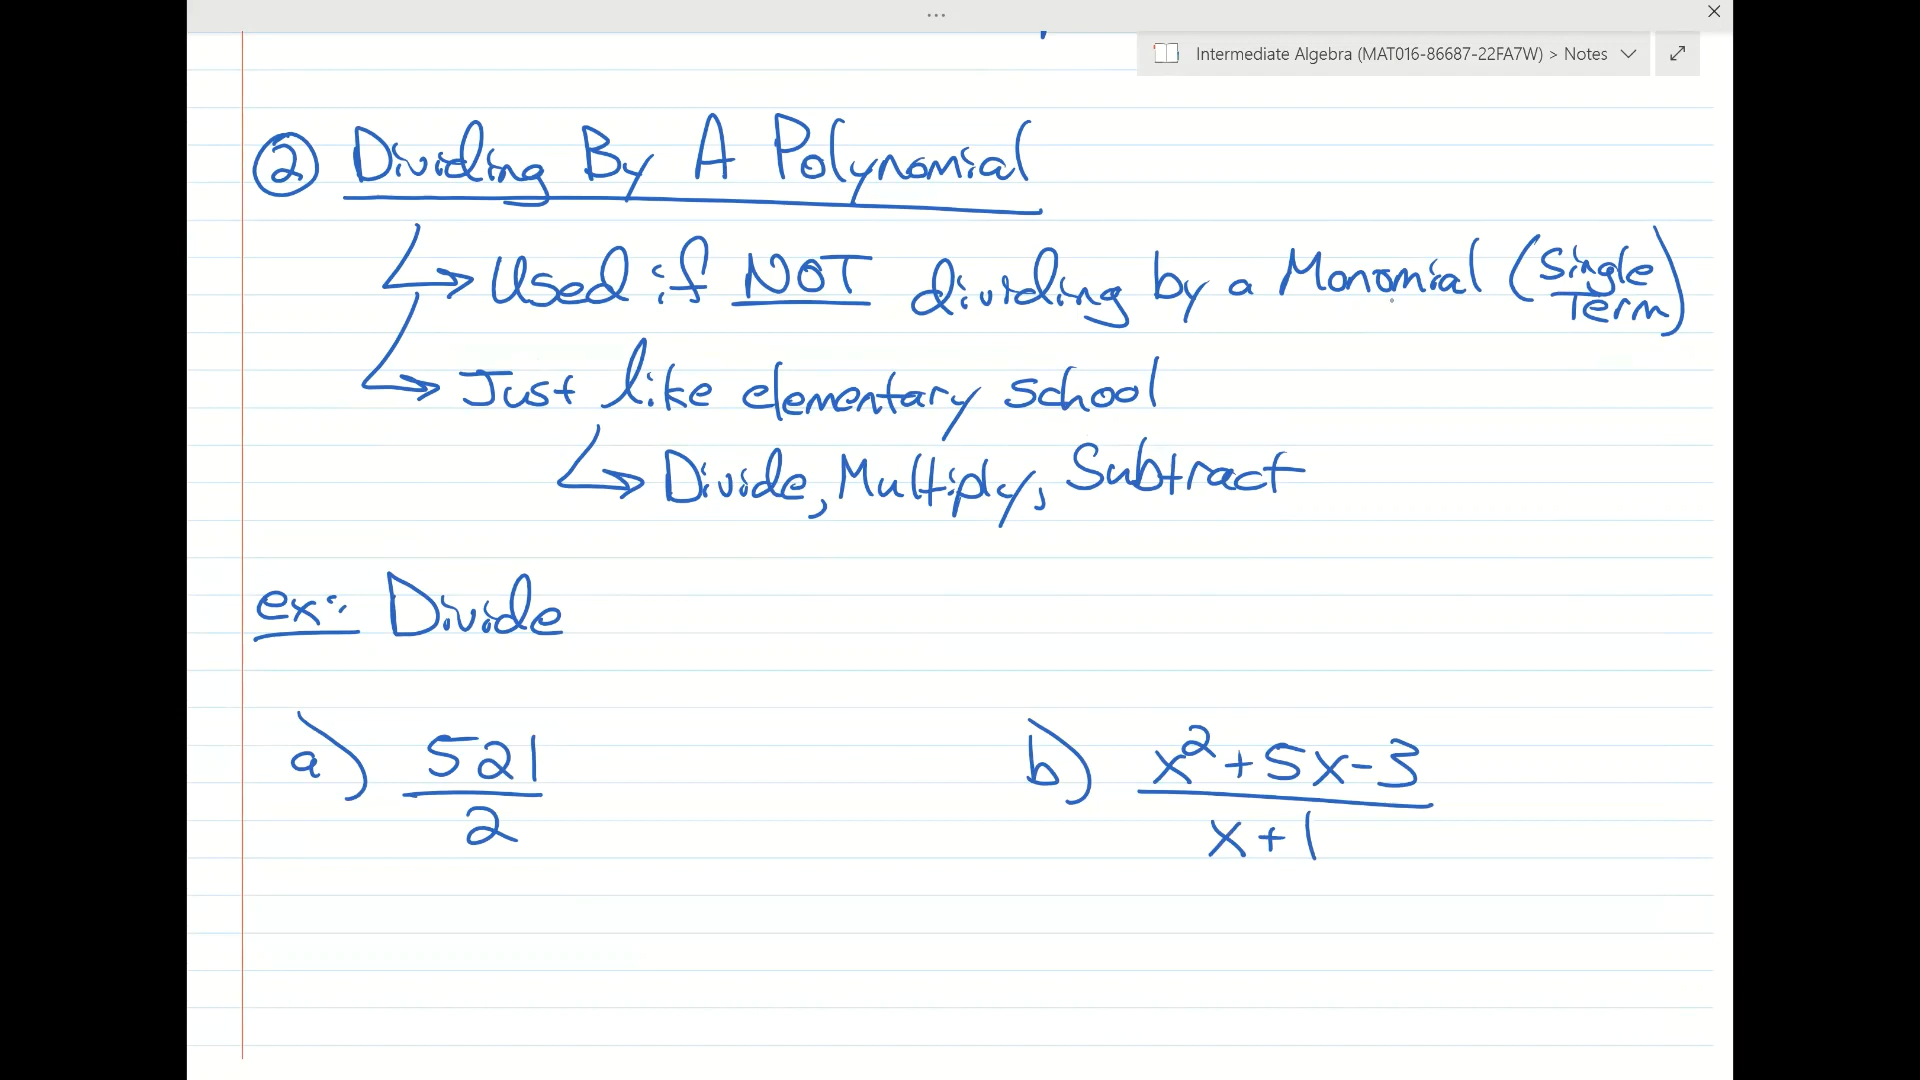 ...
Intermediate Algebra (MAT016-86687-22FA7W) > Notes
② Dividing By A Polynomial
↳ Used if NOT dividing by a Monomial (Single Term)
↳ Just like elementary school
↳ Divide, Multiply, Subtract
ex: Divide
a) 521
2
b) x²+5x-3
x+1